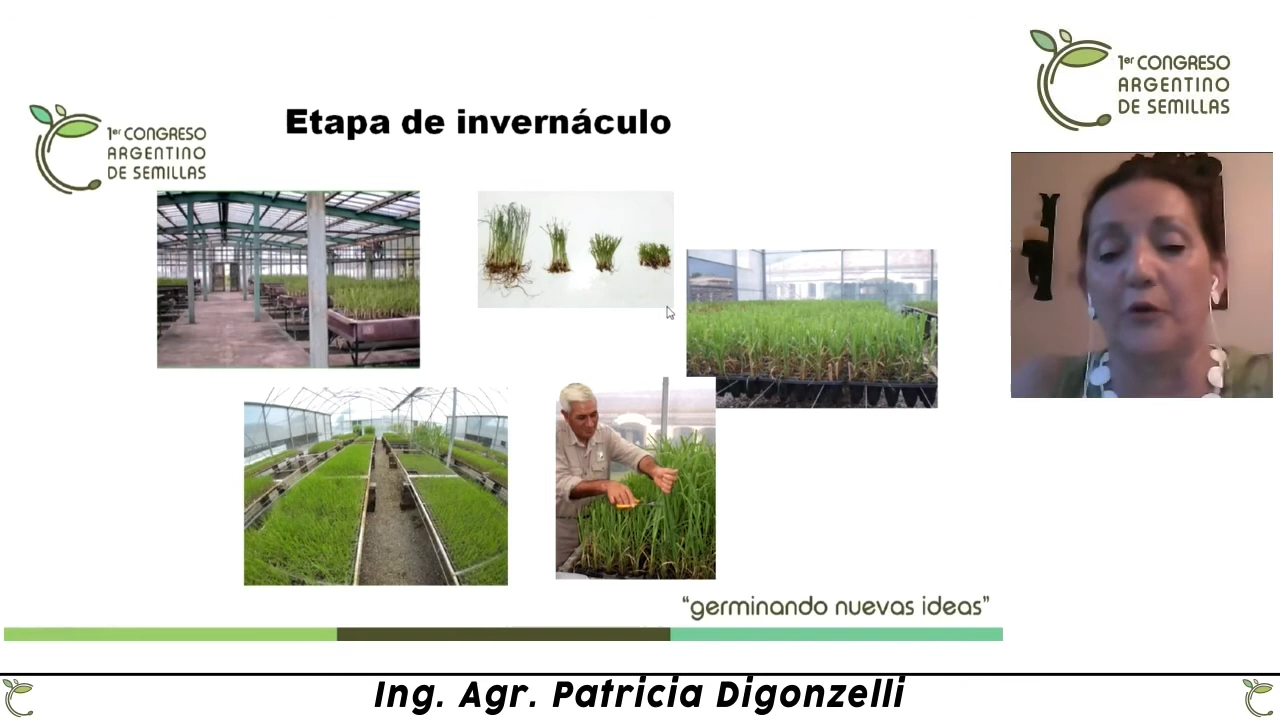 1er CONGRESO
ARGENTINO
DE SEMILLAS
Etapa de invernáculo
1er CONGRESO
ARGENTINO
DE SEMILLAS
“germinando nuevas ideas”
Ing. Agr. Patricia Digonzelli